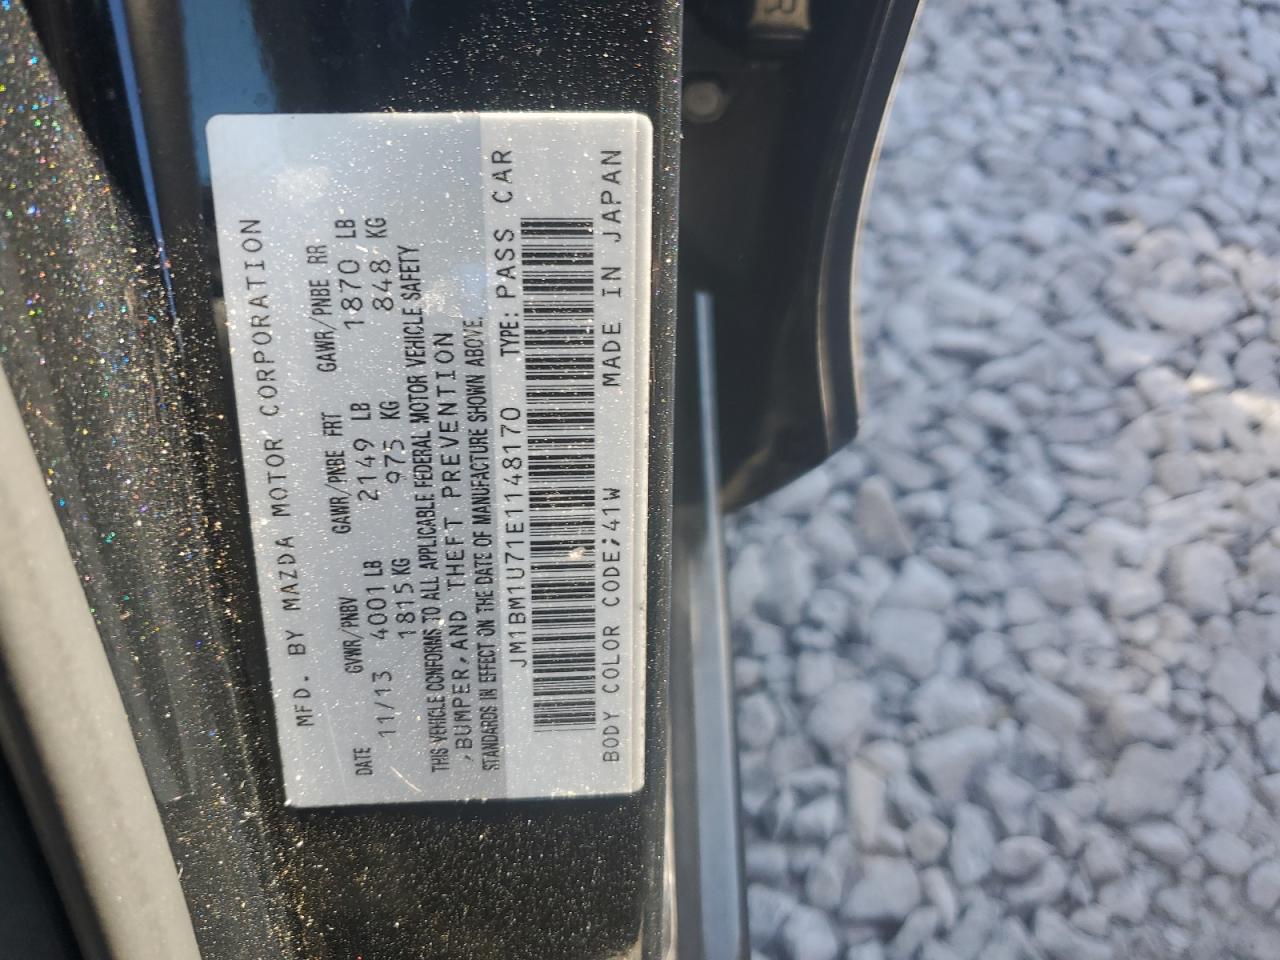 MFD. BY MAZDA MOTOR CORPORATION
DATE GVWR/PNBV GAWR/PNBE FRT GAWR/PNBE RR
11/13 4001 LB 2149 LB 1870 LB
1815 KG 975 KG 848 KG
THIS VEHICLE CONFORMS TO ALL APPLICABLE FEDERAL MOTOR VEHICLE SAFETY
,BUMPER,AND THEFT PREVENTION
STANDARDS IN EFFECT ON THE DATE OF MANUFACTURE SHOWN ABOVE.
JM1BM1U71E1148170 TYPE: PASS CAR
BODY COLOR CODE;41W MADE IN JAPAN
R